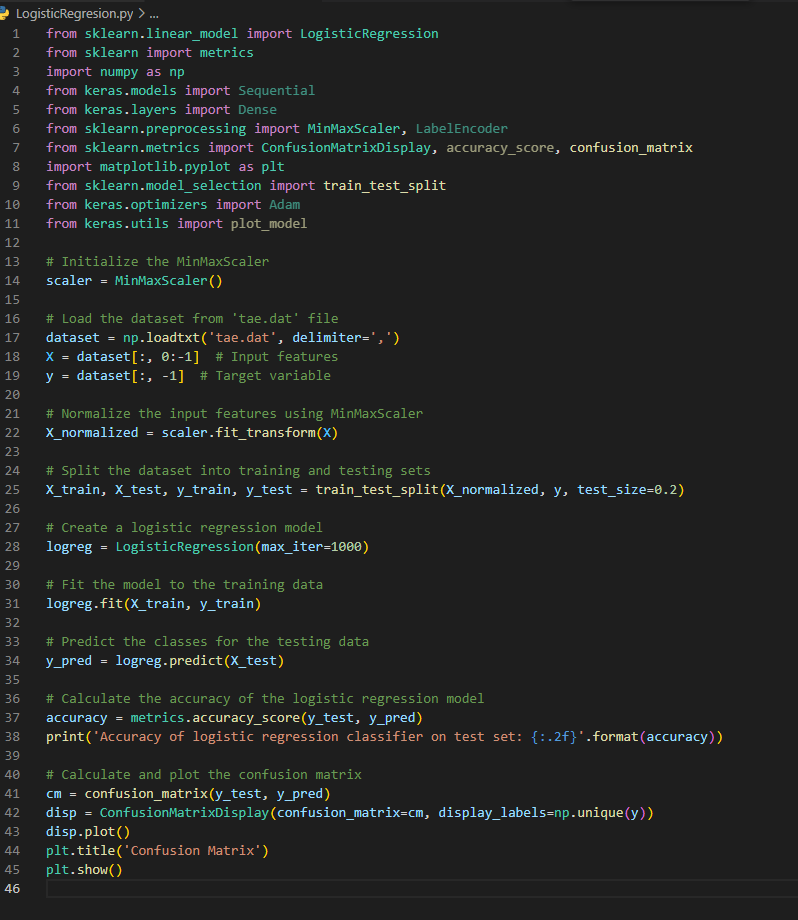 LogisticRegresion.py > ...
1 from sklearn.linear_model import LogisticRegression
2 from sklearn import metrics
3 import numpy as np
4 from keras.models import Sequential
5 from keras.layers import Dense
6 from sklearn.preprocessing import MinMaxScaler, LabelEncoder
7 from sklearn.metrics import ConfusionMatrixDisplay, accuracy_score, confusion_matrix
8 import matplotlib.pyplot as plt
9 from sklearn.model_selection import train_test_split
10 from keras.optimizers import Adam
11 from keras.utils import plot_model
12
13 # Initialize the MinMaxScaler
14 scaler = MinMaxScaler()
15
16 # Load the dataset from 'tae.dat' file
17 dataset = np.loadtxt('tae.dat', delimiter=',')
18 X = dataset[:, 0:-1]  # Input features
19 y = dataset[:, -1]  # Target variable
20
21 # Normalize the input features using MinMaxScaler
22 X_normalized = scaler.fit_transform(X)
23
24 # Split the dataset into training and testing sets
25 X_train, X_test, y_train, y_test = train_test_split(X_normalized, y, test_size=0.2)
26
27 # Create a logistic regression model
28 logreg = LogisticRegression(max_iter=1000)
29
30 # Fit the model to the training data
31 logreg.fit(X_train, y_train)
32
33 # Predict the classes for the testing data
34 y_pred = logreg.predict(X_test)
35
36 # Calculate the accuracy of the logistic regression model
37 accuracy = metrics.accuracy_score(y_test, y_pred)
38 print('Accuracy of logistic regression classifier on test set: {:.2f}'.format(accuracy))
39
40 # Calculate and plot the confusion matrix
41 cm = confusion_matrix(y_test, y_pred)
42 disp = ConfusionMatrixDisplay(confusion_matrix=cm, display_labels=np.unique(y))
43 disp.plot()
44 plt.title('Confusion Matrix')
45 plt.show()
46